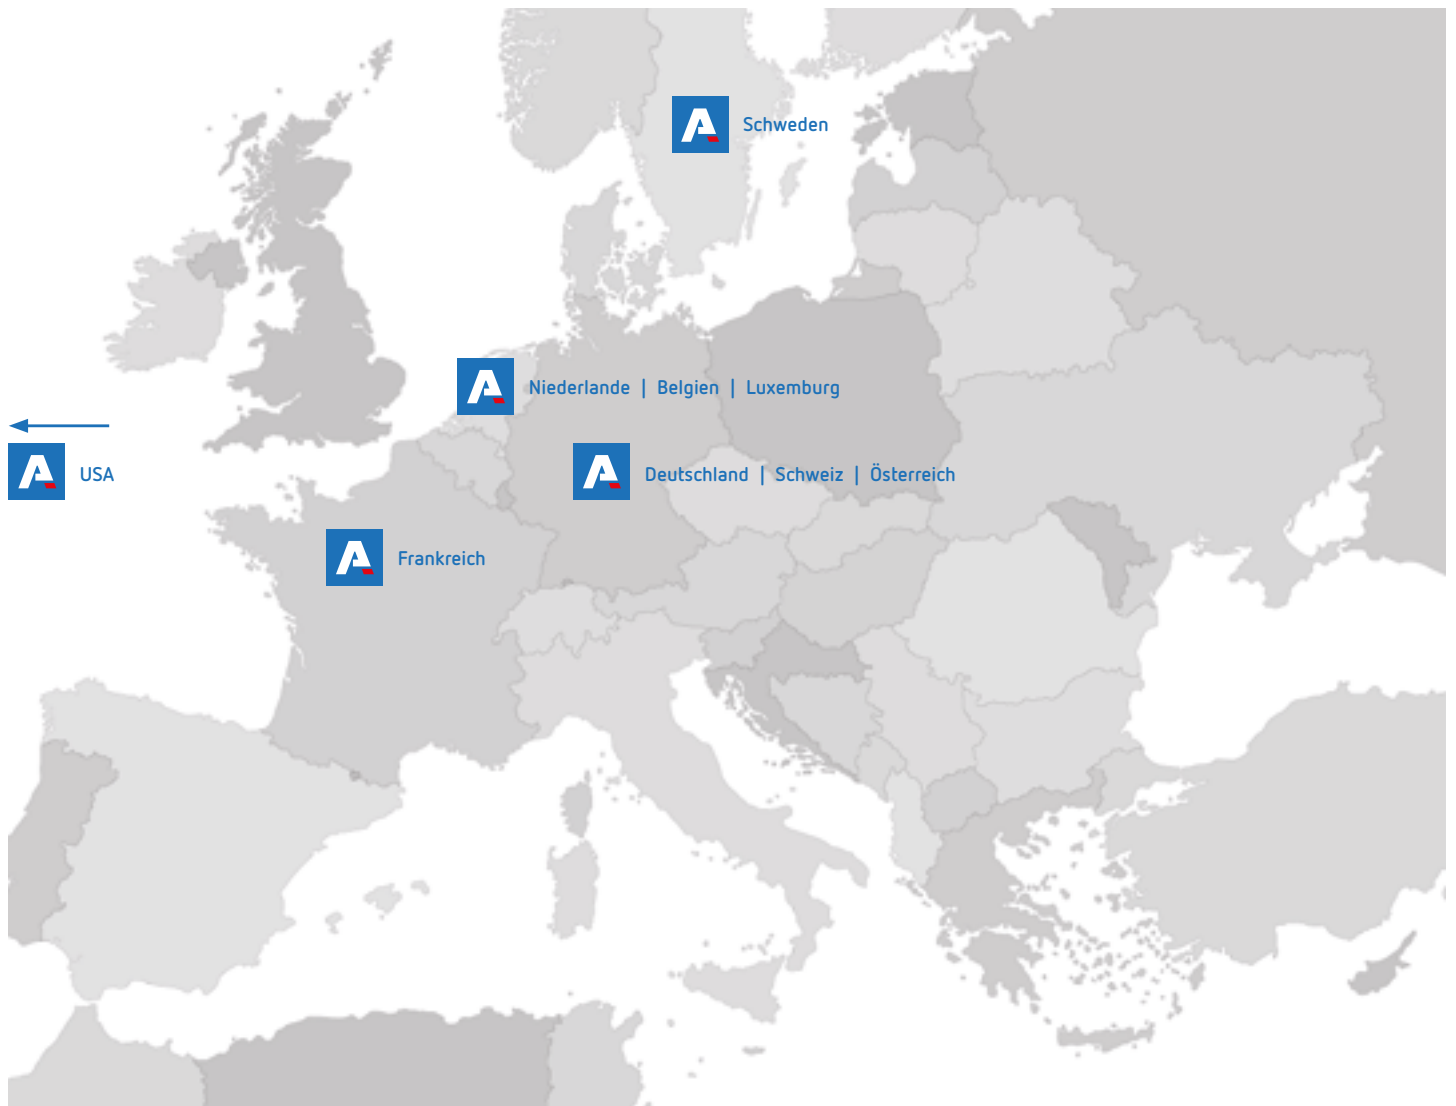 Schweden
Niederlande | Belgien | Luxemburg
USA
Deutschland | Schweiz | Österreich
Frankreich